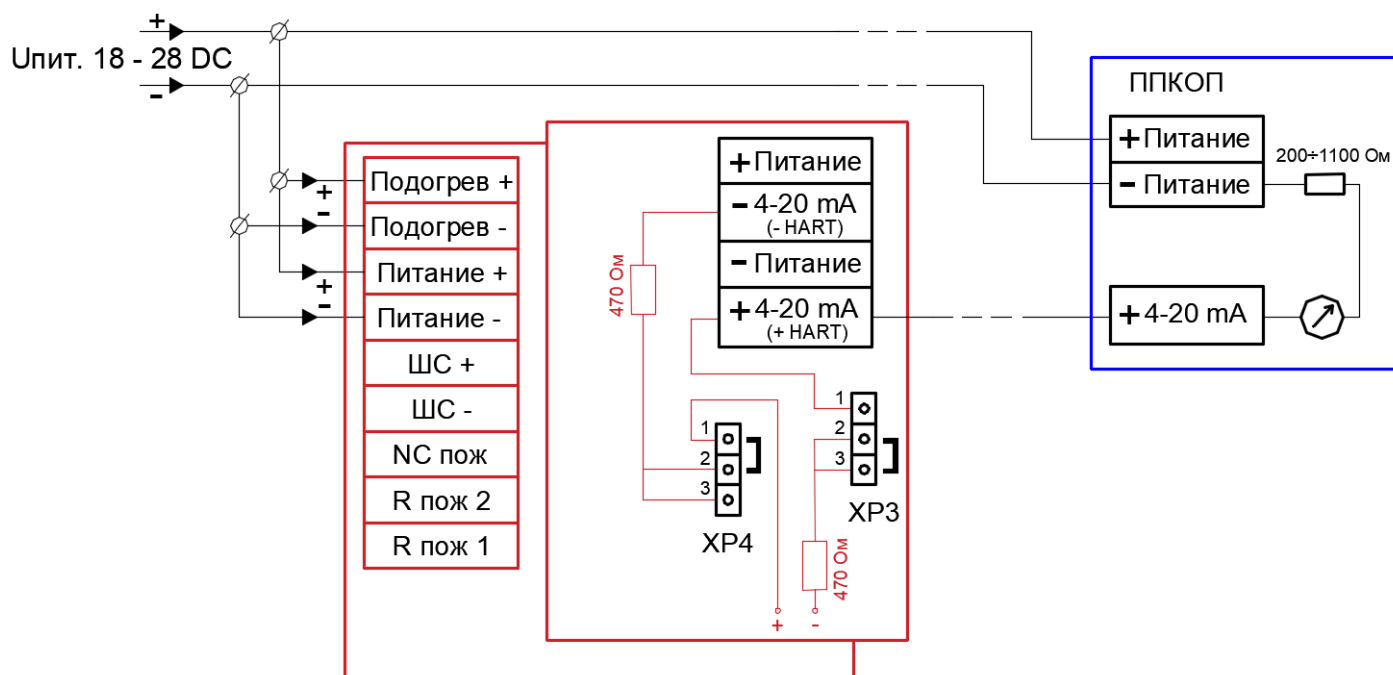 +
Uпит. 18 - 28 DC
-
ППКОП
+ Питание
- Питание
200÷1100 Ом
+ 4-20 mA
Подогрев +
Подогрев -
Питание +
Питание -
ШС +
ШС -
NC пож
R пож 2
R пож 1
+
-
+
-
+ Питание
- 4-20 mA
(- HART)
- Питание
+ 4-20 mA
(+ HART)
470 Ом
1
2
3
XP4
1
2
3
XP3
470 Ом
+
-